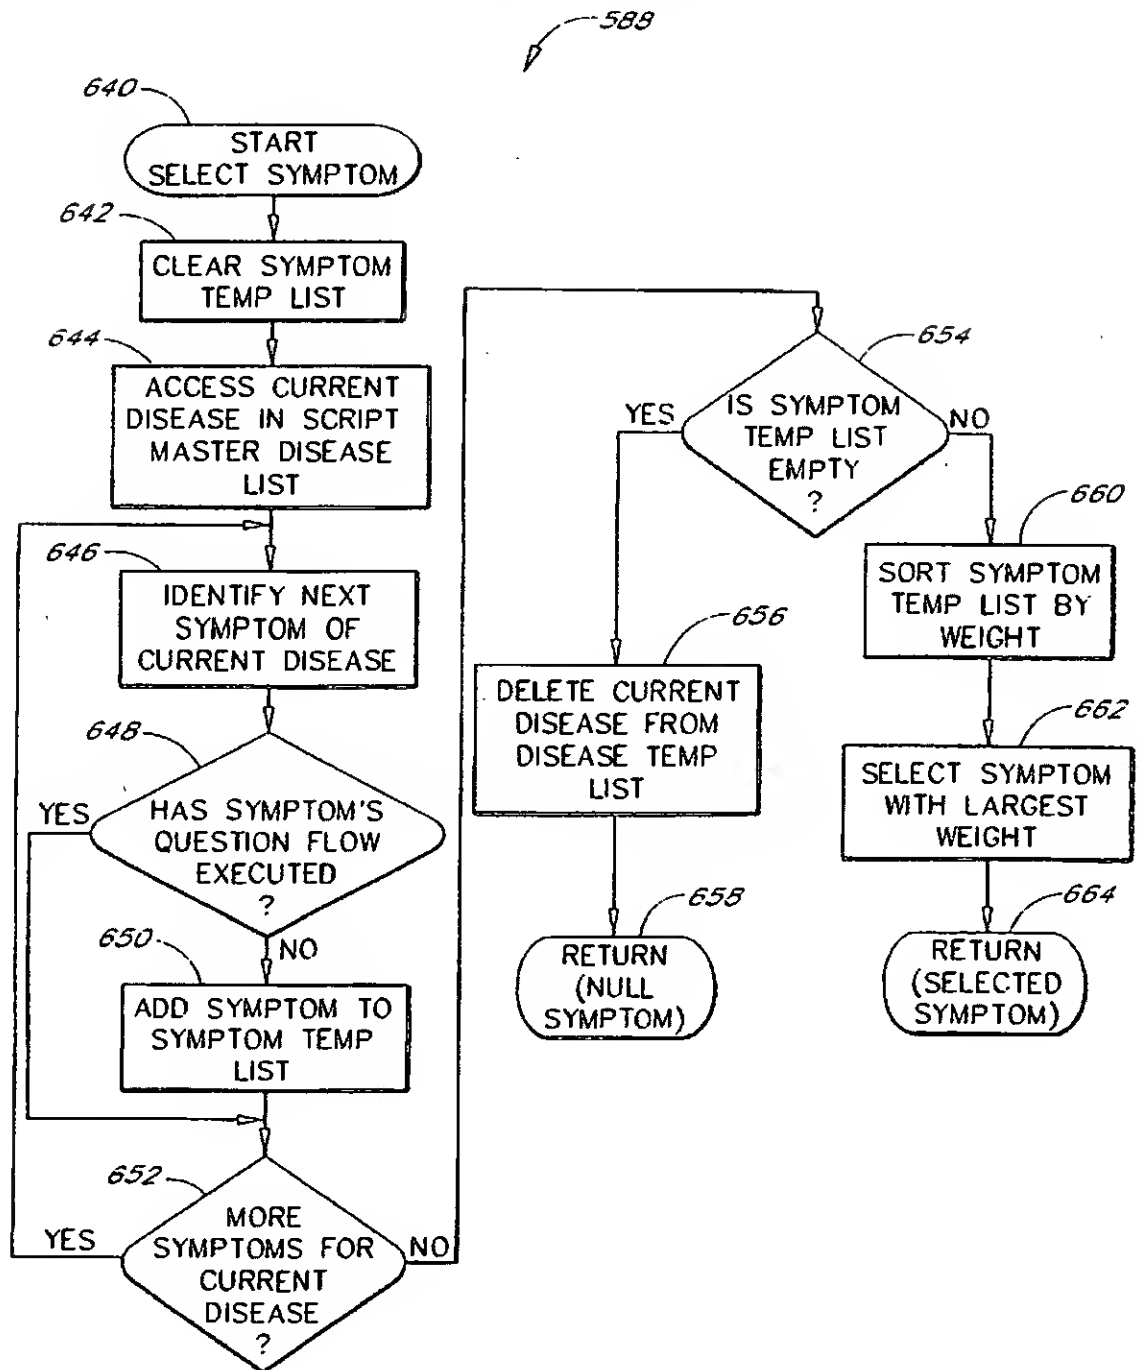 588
640
START
SELECT SYMPTOM
642
CLEAR SYMPTOM
TEMP LIST
644
ACCESS CURRENT
DISEASE IN SCRIPT
MASTER DISEASE
LIST
646
IDENTIFY NEXT
SYMPTOM OF
CURRENT DISEASE
648
YES
HAS SYMPTOM'S
QUESTION FLOW
EXECUTED
?
NO
650
ADD SYMPTOM TO
SYMPTOM TEMP
LIST
652
YES
MORE
SYMPTOMS FOR
CURRENT
DISEASE
?
NO
654
YES
IS SYMPTOM
TEMP LIST
EMPTY
?
NO
656
DELETE CURRENT
DISEASE FROM
DISEASE TEMP
LIST
658
RETURN
(NULL
SYMPTOM)
660
SORT SYMPTOM
TEMP LIST BY
WEIGHT
662
SELECT SYMPTOM
WITH LARGEST
WEIGHT
664
RETURN
(SELECTED
SYMPTOM)